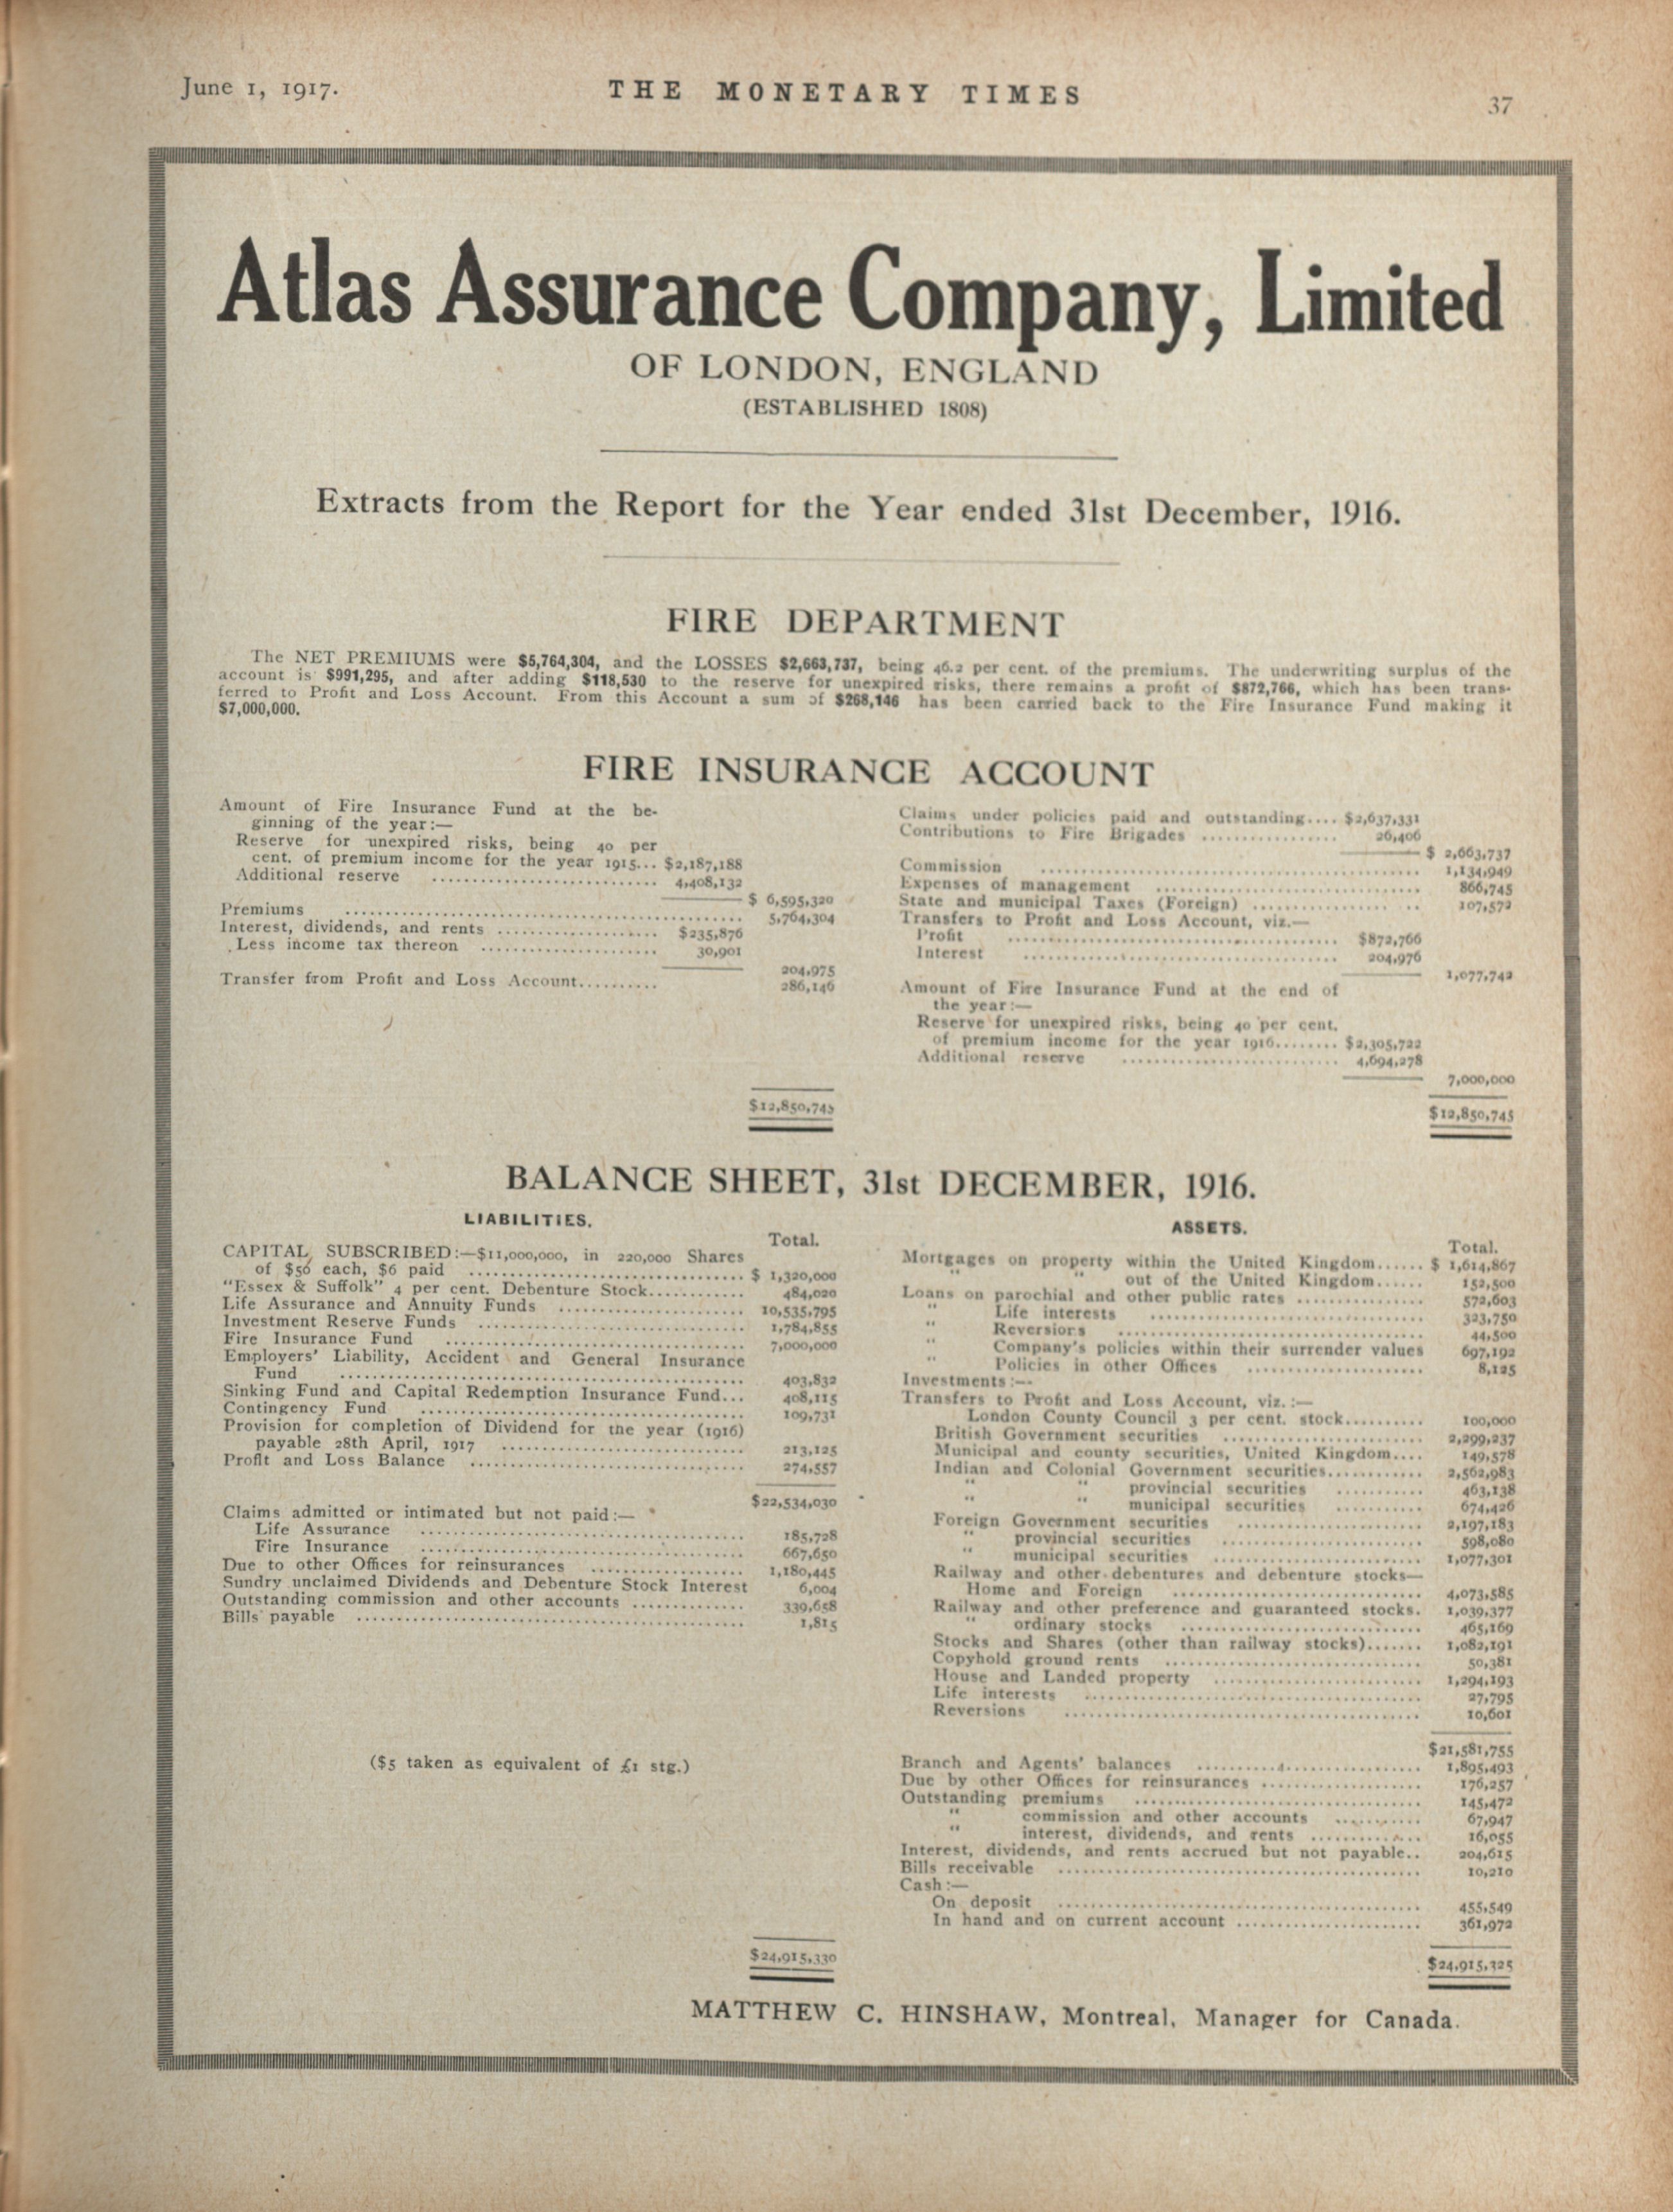 June 1, 1917.
THE MONETARY TIMES
37
Atlas Assurance Company, Limited
OF LONDON, ENGLAND
(ESTABLISHED 1808)
Extracts from the Report for the Year ended 31st December, 1916.
FIRE DEPARTMENT
The NET PREMIUMS were $5,764,304, and the LOSSES $2,663,737, being 46.2 per cent. of the premiums. The underwriting surplus of the
account is $991,295, and after adding $118,530 to the reserve for unexpired risks, there remains a profit of $872,766, which has been trans-
ferred to Profit and Loss Account. From this Account a sum of $268,146 has been carried back to the Fire Insurance Fund making it
$7,000,000.
FIRE INSURANCE ACCOUNT
Amount of Fire Insurance Fund at the be-
ginning of the year:—
Reserve for unexpired risks, being 40 per
cent. of premium income for the year 1915... $2,187,188
Additional reserve ............................ 4,408,132
$ 6,595,320
Premiums ................................................. 5,764,304
Interest, dividends, and rents .................... $235,876
Less income tax thereon ...................... 30,901
204,975
Transfer from Profit and Loss Account.......... 286,146
$12,850,745
Claims under policies paid and outstanding.... $2,637,331
Contributions to Fire Brigades ................. 26,406
$ 2,663,737
Commission ............................................... 1,134,949
Expenses of management ................................. 866,745
State and municipal Taxes (Foreign) .................... 107,572
Transfers to Profit and Loss Account, viz.—
Profit ........................................ $872,766
Interest ...................................... 204,976
1,077,742
Amount of Fire Insurance Fund at the end of
the year:—
Reserve for unexpired risks, being 40 per cent.
of premium income for the year 1916........ $2,305,722
Additional reserve ........................... 4,694,278
7,000,000
$12,850,745
BALANCE SHEET, 31st DECEMBER, 1916.
LIABILITIES.
Total.
CAPITAL SUBSCRIBED:—$11,000,000, in 220,000 Shares
of $50 each, $6 paid ................................. $ 1,320,000
"Essex & Suffolk" 4 per cent. Debenture Stock............ 484,020
Life Assurance and Annuity Funds ....................... 10,535,795
Investment Reserve Funds ................................. 1,784,855
Fire Insurance Fund ..................................... 7,000,000
Employers' Liability, Accident and General Insurance
Fund ................................................. 403,832
Sinking Fund and Capital Redemption Insurance Fund... 408,115
Contingency Fund ........................................ 109,731
Provision for completion of Dividend for the year (1916)
payable 28th April, 1917 .............................. 213,125
Profit and Loss Balance ................................. 274,557
$22,534,030
Claims admitted or intimated but not paid:—
Life Assurance ........................................ 185,728
Fire Insurance ........................................ 667,650
Due to other Offices for reinsurances ................... 1,180,445
Sundry unclaimed Dividends and Debenture Stock Interest 6,004
Outstanding commission and other accounts .............. 339,658
Bills payable ............................................... 1,815
($5 taken as equivalent of £1 stg.)
$24,915,330
ASSETS.
Total.
Mortgages on property within the United Kingdom...... $ 1,614,867
" " out of the United Kingdom...... 152,500
Loans on parochial and other public rates ................ 572,603
" Life interests ................................. 323,750
" Reversions ..................................... 44,500
" Company's policies within their surrender values 697,192
" Policies in other Offices ...................... 8,125
Investments:—
Transfers to Profit and Loss Account, viz.:—
London County Council 3 per cent. stock.......... 100,000
British Government securities ......................... 2,299,237
Municipal and county securities, United Kingdom.... 149,578
Indian and Colonial Government securities............ 2,562,983
" " provincial securities ........... 463,138
" " municipal securities ........... 674,426
Foreign Government securities ....................... 2,197,183
" provincial securities ......................... 598,080
" municipal securities .......................... 1,077,301
Railway and other debentures and debenture stocks—
Home and Foreign ............................... 4,073,585
Railway and other preference and guaranteed stocks. 1,039,377
" ordinary stocks .............................. 465,169
Stocks and Shares (other than railway stocks)....... 1,082,191
Copyhold ground rents ................................ 50,381
House and Landed property .......................... 1,294,193
Life interests .......................................... 27,795
Reversions ............................................. 10,601
$21,581,755
Branch and Agents' balances ............................. 1,895,493
Due by other Offices for reinsurances .................... 176,257
Outstanding premiums .................................... 145,472
" commission and other accounts ........... 67,947
" interest, dividends, and rents .............. 16,055
Interest, dividends, and rents accrued but not payable.. 204,615
Bills receivable ............................................. 10,210
Cash:—
On deposit ............................................. 455,549
In hand and on current account ....................... 361,972
$24,915,325
MATTHEW C. HINSHAW, Montreal, Manager for Canada.